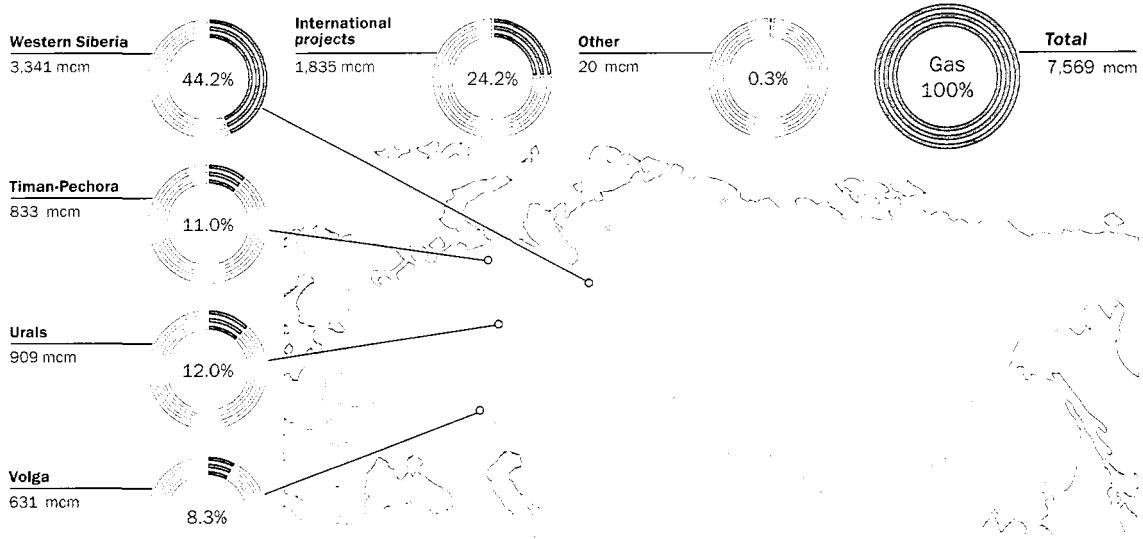 Western Siberia
3,341 mcm
44.2%
International
projects
1,835 mcm
24.2%
Other
20 mcm
0.3%
Gas
100%
Total
7,569 mcm
Timan-Pechora
833 mcm
11.0%
Urals
909 mcm
12.0%
Volga
631 mcm
8.3%